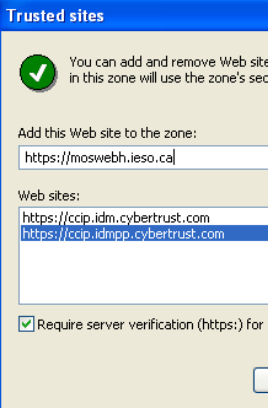 Trusted sites
You can add and remove Web site
in this zone will use the zone's sec
Add this Web site to the zone:
https://moswebh.ieso.ca
Web sites:
https://ccip.idm.cybertrust.com
https://ccip.idmpp.cybertrust.com
Require server verification (https:) for